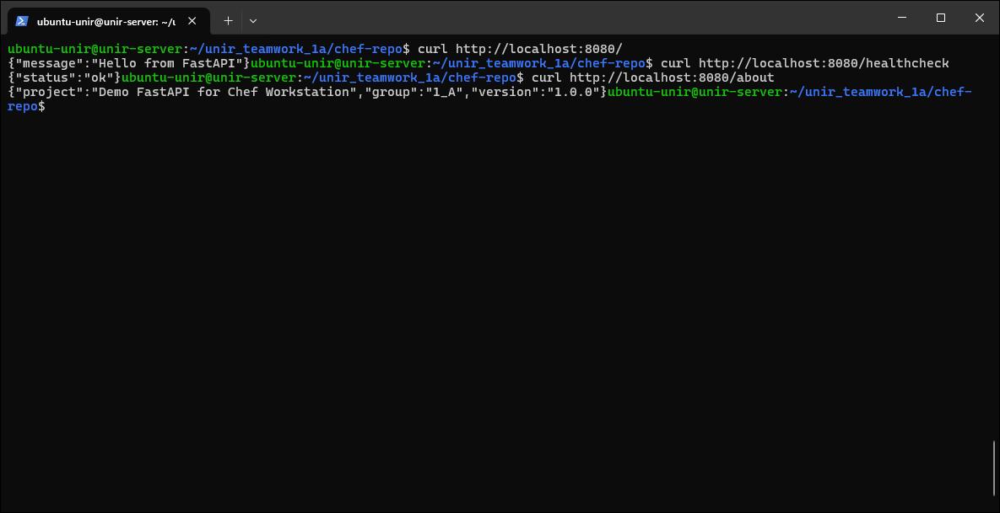 ubuntu-unir@unir-server: ~/u
ubuntu-unir@unir-server:~/unir_teamwork_1a/chef-repo$ curl http://localhost:8080/
{"message":"Hello from FastAPI"}ubuntu-unir@unir-server:~/unir_teamwork_1a/chef-repo$ curl http://localhost:8080/healthcheck
{"status":"ok"}ubuntu-unir@unir-server:~/unir_teamwork_1a/chef-repo$ curl http://localhost:8080/about
{"project":"Demo FastAPI for Chef Workstation","group":"1_A","version":"1.0.0"}ubuntu-unir@unir-server:~/unir_teamwork_1a/chef-
repo$